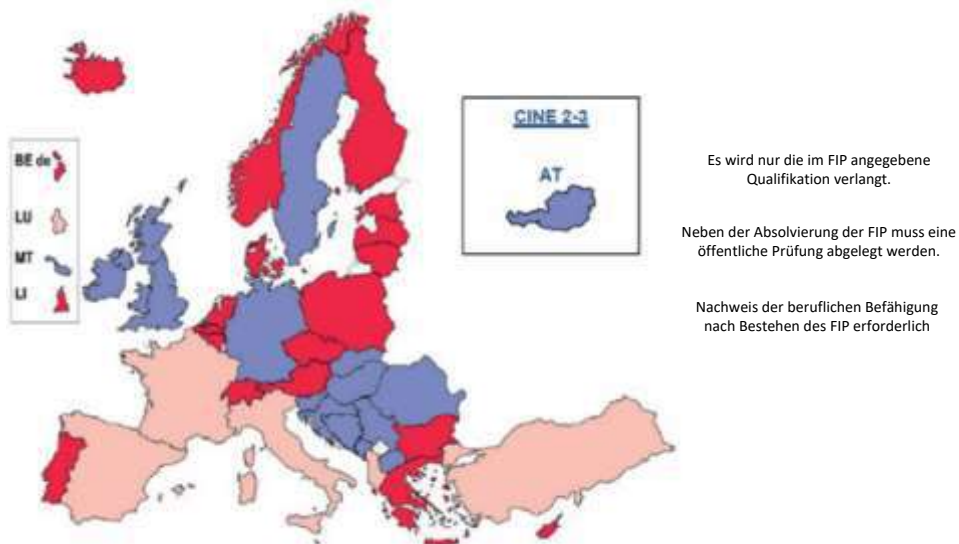 BE de
LU
MT
LI
CINE 2-3
AT
Es wird nur die im FIP angegebene
Qualifikation verlangt.
Neben der Absolvierung der FIP muss eine
öffentliche Prüfung abgelegt werden.
Nachweis der beruflichen Befähigung
nach Bestehen des FIP erforderlich